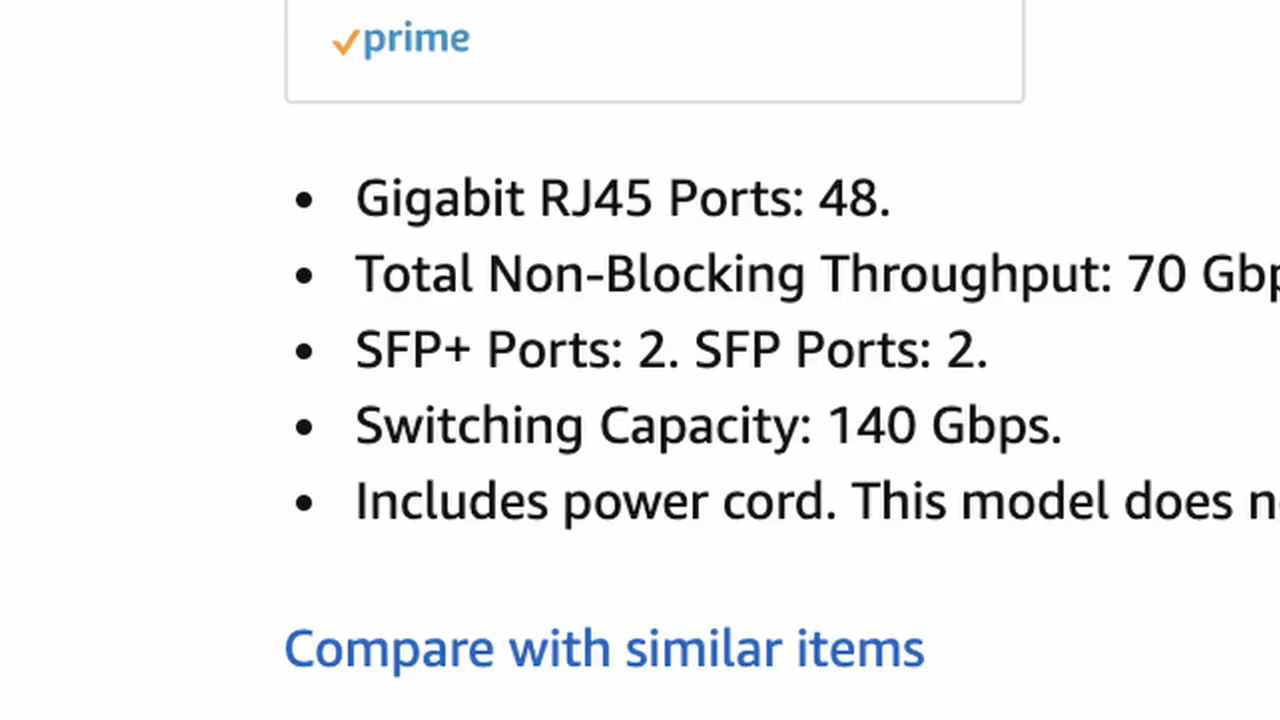 prime
Gigabit RJ45 Ports: 48.
Total Non-Blocking Throughput: 70
SFP+ Ports: 2. SFP Ports: 2.
Switching Capacity: 140 Gbps.
Includes power cord. This model does
Compare with similar items